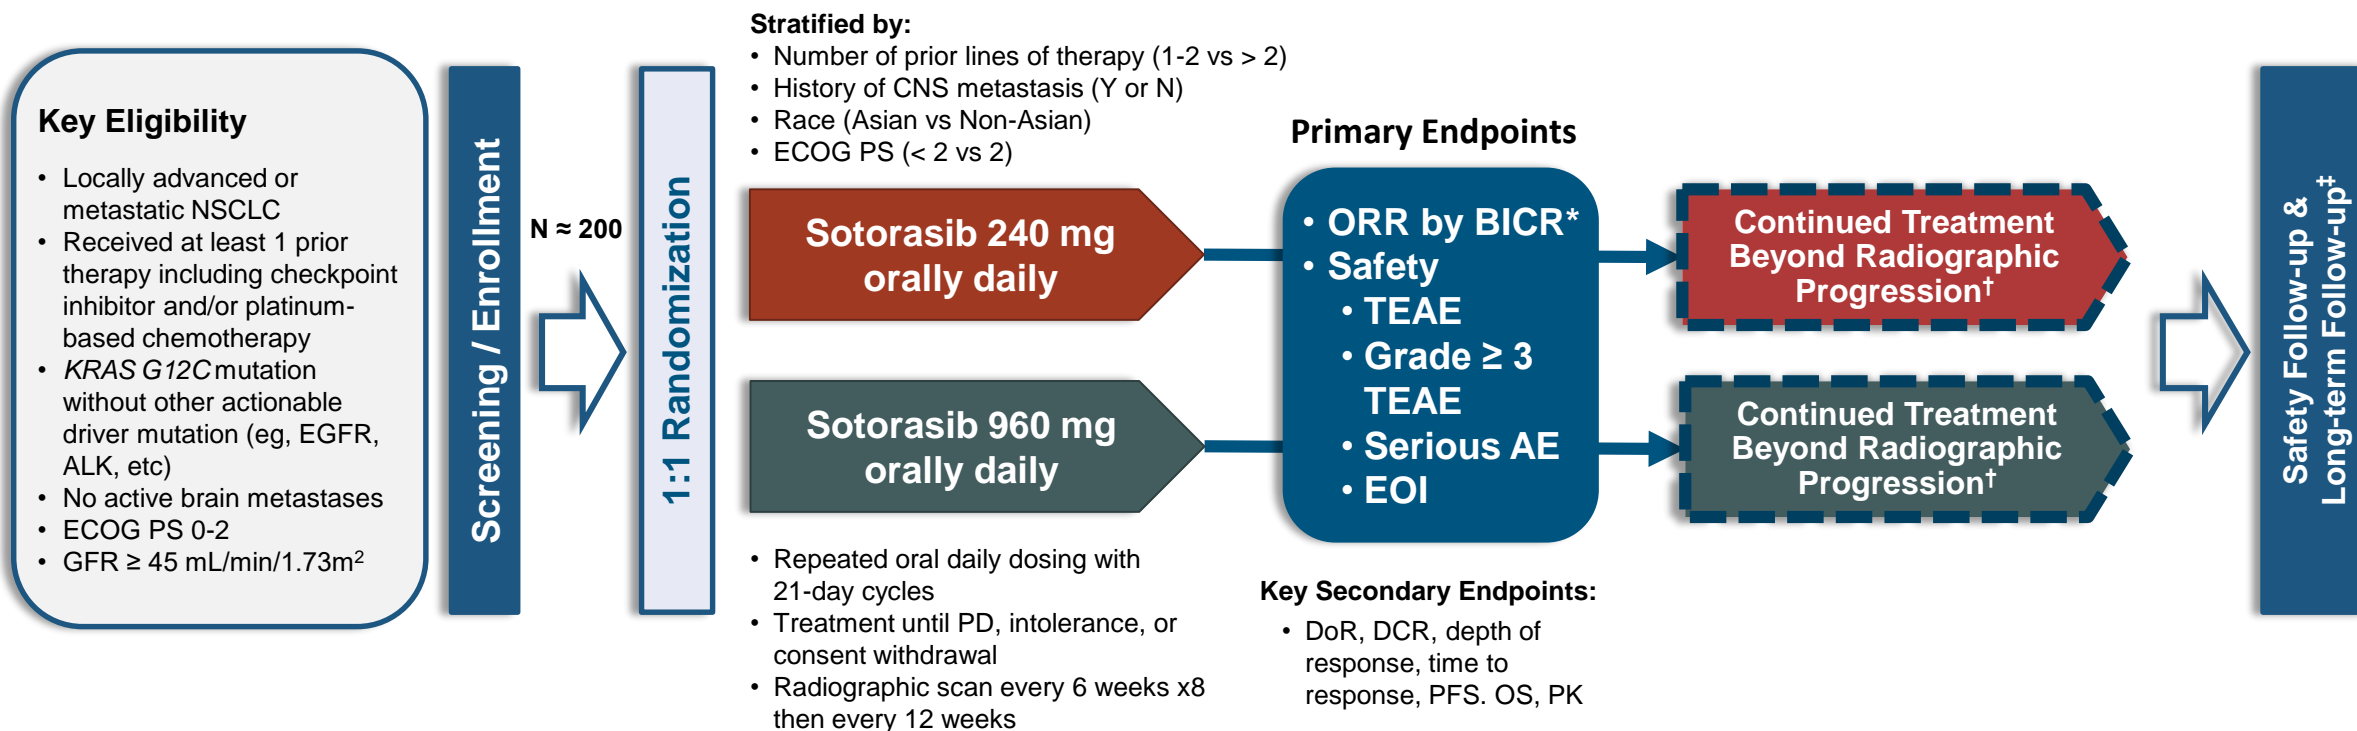 Key Eligibility
• Locally advanced or
metastatic NSCLC
• Received at least 1 prior
therapy including checkpoint
inhibitor and/or platinum-
based chemotherapy
• KRAS G12C mutation
without other actionable
driver mutation (eg, EGFR,
ALK, etc)
• No active brain metastases
• ECOG PS 0-2
• GFR ≥ 45 mL/min/1.73m²
Screening / Enrollment
N ≈ 200
1:1 Randomization
Stratified by:
• Number of prior lines of therapy (1-2 vs > 2)
• History of CNS metastasis (Y or N)
• Race (Asian vs Non-Asian)
• ECOG PS (< 2 vs 2)
Sotorasib 240 mg
orally daily
Sotorasib 960 mg
orally daily
• Repeated oral daily dosing with
21-day cycles
• Treatment until PD, intolerance, or
consent withdrawal
• Radiographic scan every 6 weeks x8
then every 12 weeks
Primary Endpoints
• ORR by BICR*
• Safety
• TEAE
• Grade ≥ 3
TEAE
• Serious AE
• EOI
Key Secondary Endpoints:
• DoR, DCR, depth of
response, time to
response, PFS. OS, PK
Continued Treatment
Beyond Radiographic
Progression†
Continued Treatment
Beyond Radiographic
Progression†
Safety Follow-up &
Long-term Follow-up‡